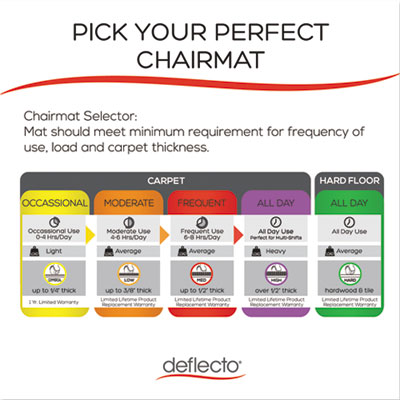 PICK YOUR PERFECT
CHAIRMAT
Chairmat Selector:
Mat should meet minimum requirement for frequency of
use, load and carpet thickness.
CARPET
HARD FLOOR
OCCASSIONAL
MODERATE
FREQUENT
ALL DAY
ALL DAY
Occassional Use
0-4 Hrs/Day
Moderate Use
4-6 Hrs/Day
Frequent Use
6-8 Hrs/Day
All Day Use
Perfect for Multi-Shifts
All Day Use
Light
Average
Average
Heavy
Average
SMALL
LOW
MED
HIGH
HARD
up to 1/4" thick
up to 3/8" thick
up to 1/2" thick
over 1/2" thick
hardwood & tile
1 Yr. Limited Warranty
Limited Lifetime Product
Replacement Warranty
Limited Lifetime Product
Replacement Warranty
Limited Lifetime Product
Replacement Warranty
Limited Lifetime Product
Replacement Warranty
deflecto®